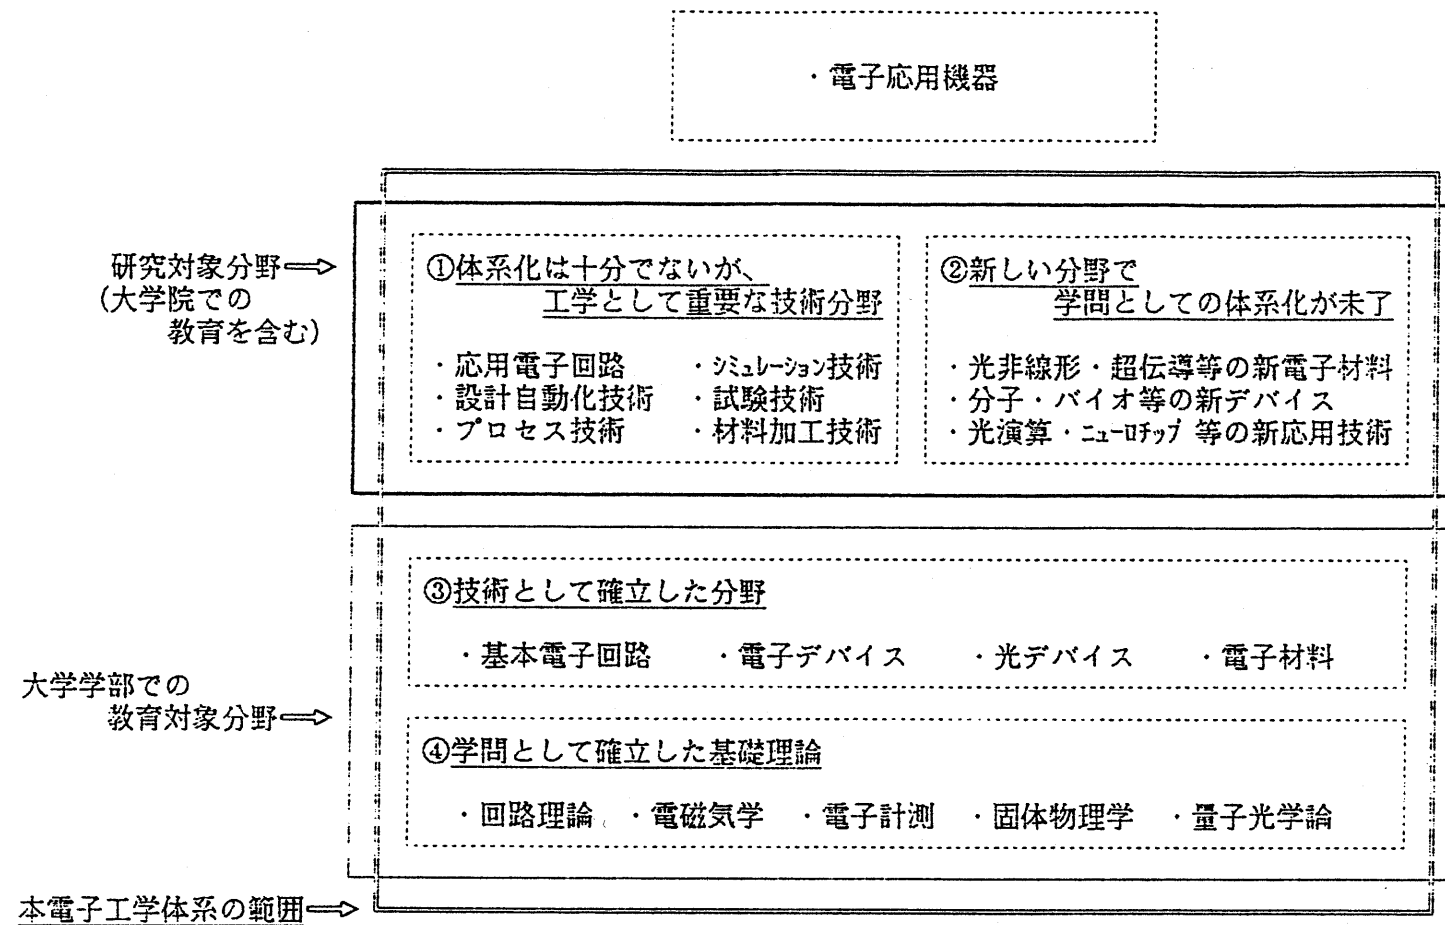 ・電子応用機器
研究対象分野⇒
(大学院での
教育を含む)
①体系化は十分でないが、
工学として重要な技術分野
・応用電子回路 ・シミュレーション技術
・設計自動化技術 ・試験技術
・プロセス技術 ・材料加工技術
②新しい分野で
学問としての体系化が未了
・光非線形・超伝導等の新電子材料
・分子・バイオ等の新デバイス
・光演算・ニューロチップ等の新応用技術
大学学部での
教育対象分野⇒
③技術として確立した分野
・基本電子回路 ・電子デバイス ・光デバイス ・電子材料
④学問として確立した基礎理論
・回路理論 ・電磁気学 ・電子計測 ・固体物理学 ・量子光学論
本電子工学体系の範囲⇒